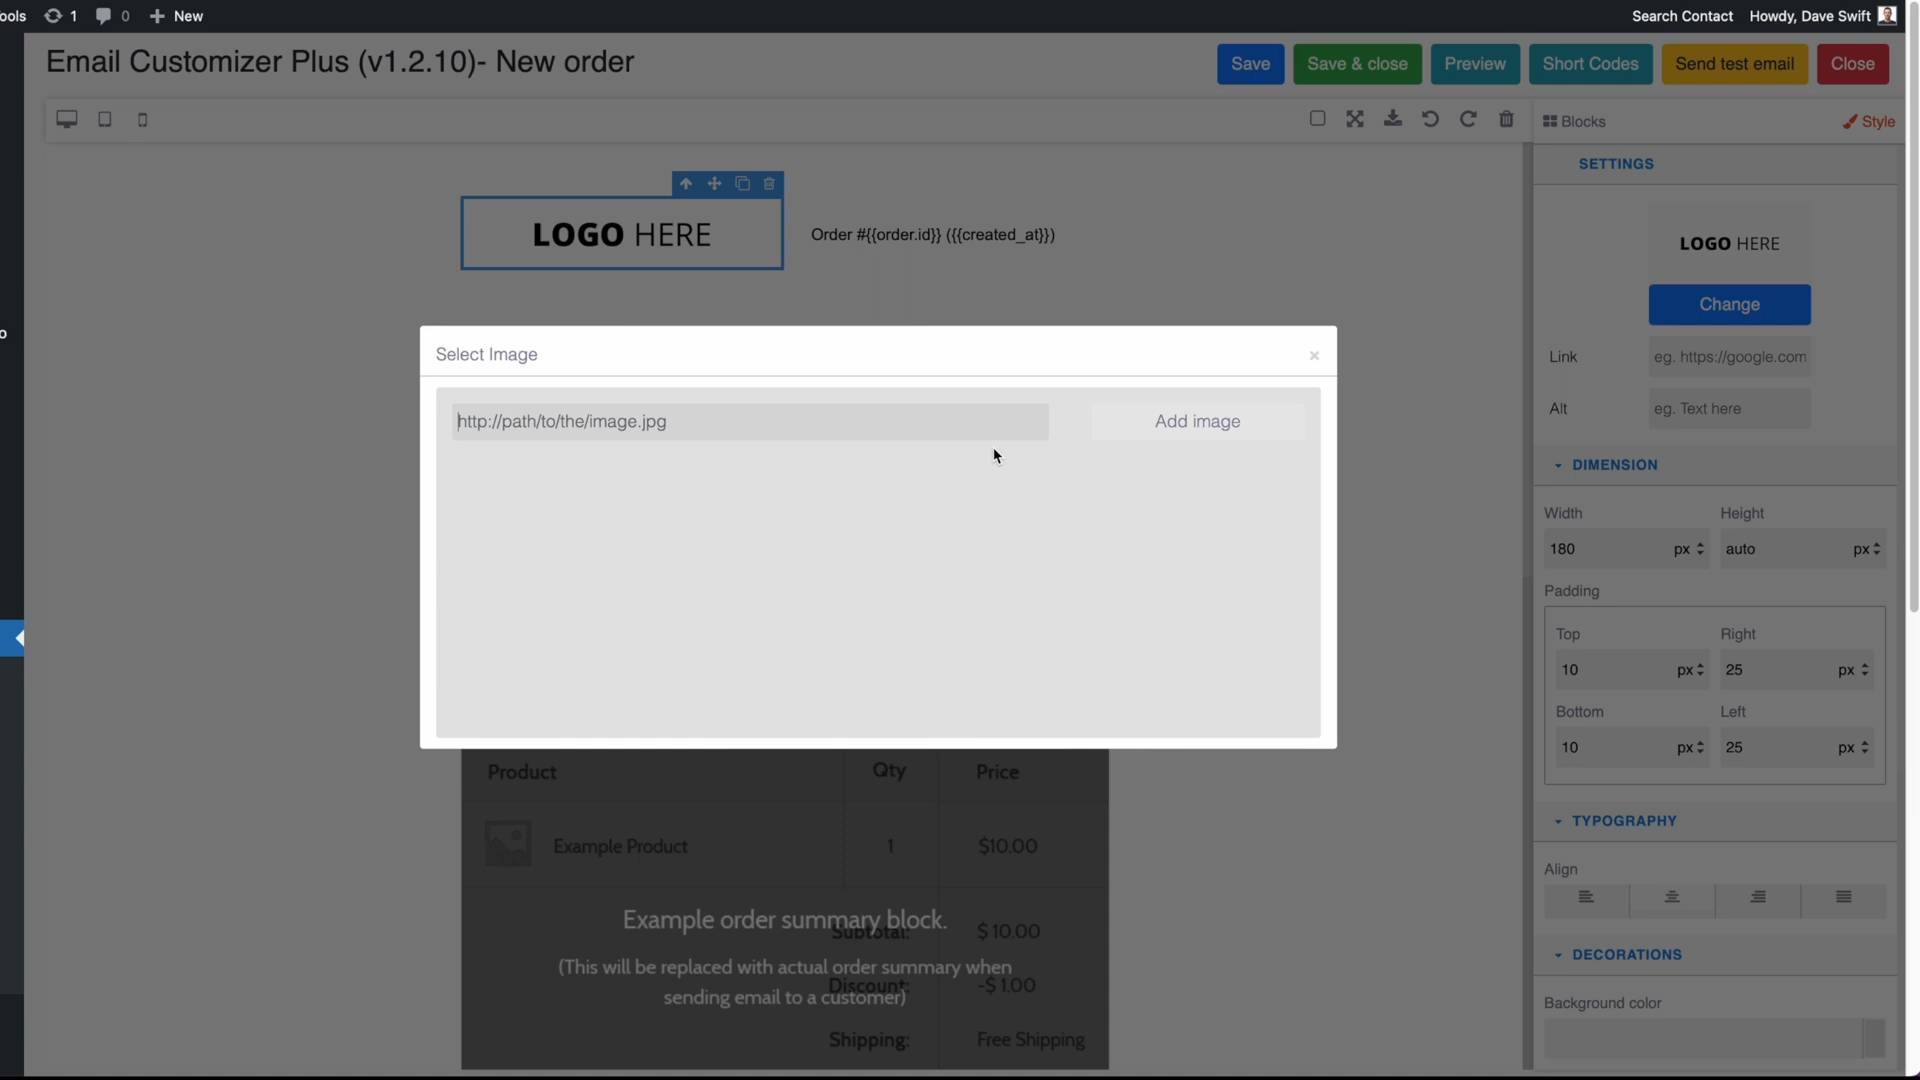 ools 1 0 New Search Contact Howdy, Dave Swift
Email Customizer Plus (v1.2.10)- New order
Save Save & close Preview Short Codes Send test email Close
Blocks Style
SETTINGS
LOGO HERE
Order #{{order.id}} ({{created_at}})
LOGO HERE
Change
Link eg. https://google.com
Alt eg. Text here
Select Image ×
http://path/to/the/image.jpg Add image
DIMENSION
Width Height
180 px auto px
Padding
Top Right
10 px 25 px
Bottom Left
10 px 25 px
TYPOGRAPHY
Align
DECORATIONS
Background color
o
Product Qty Price
Example Product 1 $10.00
Example order summary block.
Subtotal: $ 10.00
(This will be replaced with actual order summary when
Discount: -$ 1.00
sending email to a customer)
Shipping: Free Shipping